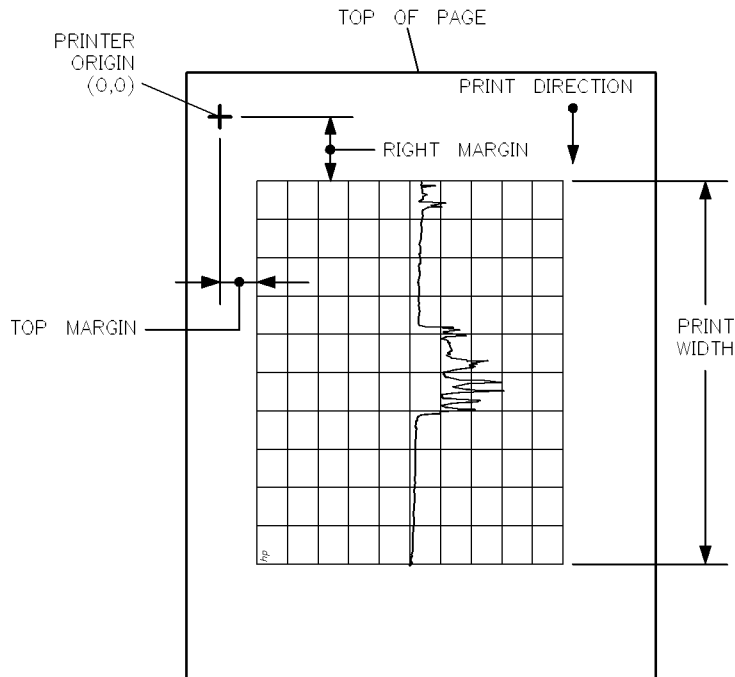 TOP OF PAGE
PRINTER
ORIGIN
(0,0)
PRINT DIRECTION
RIGHT MARGIN
TOP MARGIN
PRINT
WIDTH
hp